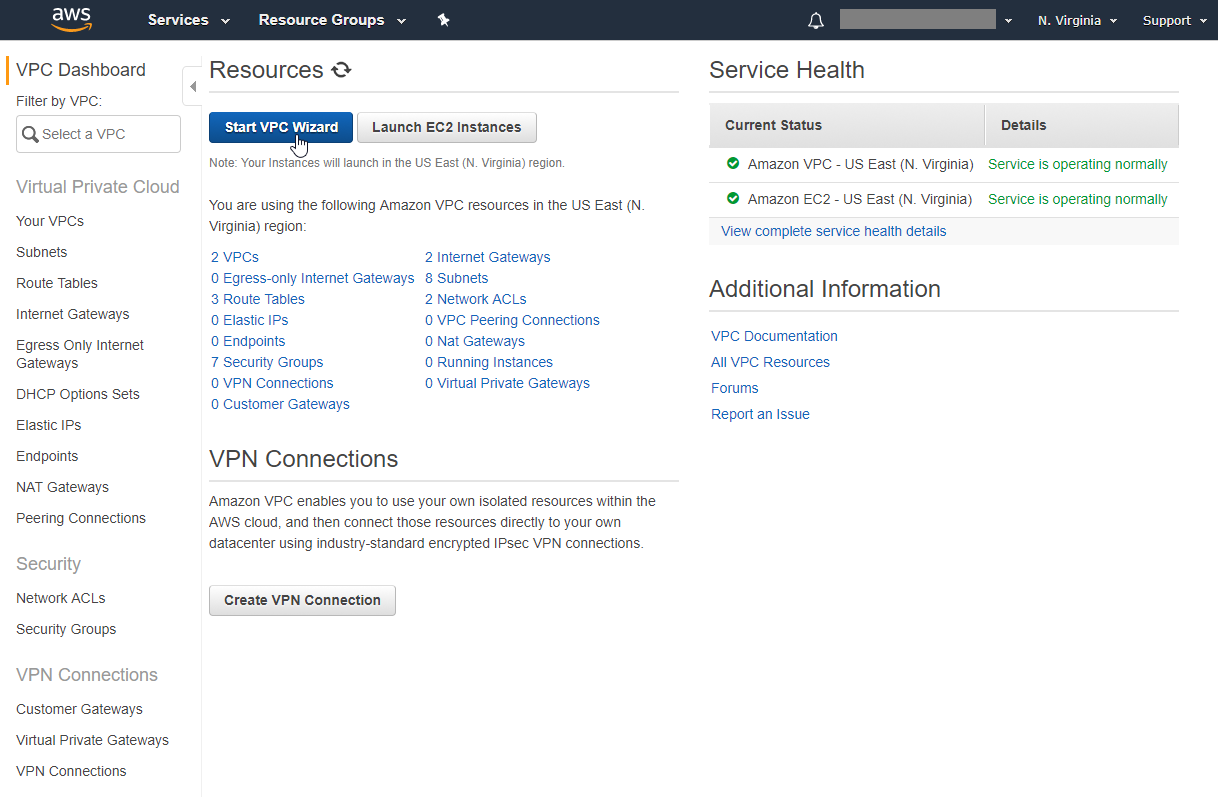 aws Services Resource Groups N. Virginia Support
VPC Dashboard
Filter by VPC:
Select a VPC
Virtual Private Cloud
Your VPCs
Subnets
Route Tables
Internet Gateways
Egress Only Internet
Gateways
DHCP Options Sets
Elastic IPs
Endpoints
NAT Gateways
Peering Connections
Security
Network ACLs
Security Groups
VPN Connections
Customer Gateways
Virtual Private Gateways
VPN Connections
Resources
Start VPC Wizard Launch EC2 Instances
Note: Your Instances will launch in the US East (N. Virginia) region.
You are using the following Amazon VPC resources in the US East (N.
Virginia) region:
2 VPCs 2 Internet Gateways
0 Egress-only Internet Gateways 8 Subnets
3 Route Tables 2 Network ACLs
0 Elastic IPs 0 VPC Peering Connections
0 Endpoints 0 Nat Gateways
7 Security Groups 0 Running Instances
0 VPN Connections 0 Virtual Private Gateways
0 Customer Gateways
VPN Connections
Amazon VPC enables you to use your own isolated resources within the
AWS cloud, and then connect those resources directly to your own
datacenter using industry-standard encrypted IPsec VPN connections.
Create VPN Connection
Service Health
Current Status Details
Amazon VPC - US East (N. Virginia) Service is operating normally
Amazon EC2 - US East (N. Virginia) Service is operating normally
View complete service health details
Additional Information
VPC Documentation
All VPC Resources
Forums
Report an Issue